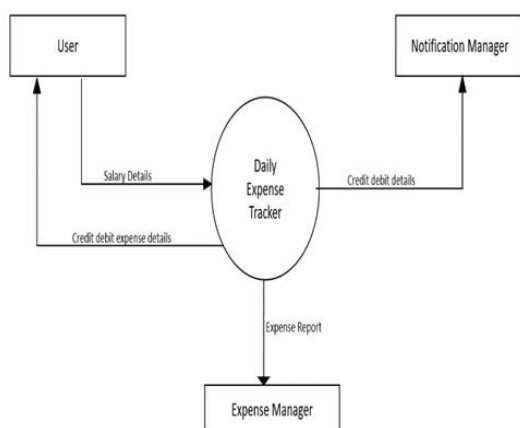 User
Notification Manager
Daily
Expense
Tracker
Salary Details
Credit debit details
Credit debit expense details
Expense Report
Expense Manager